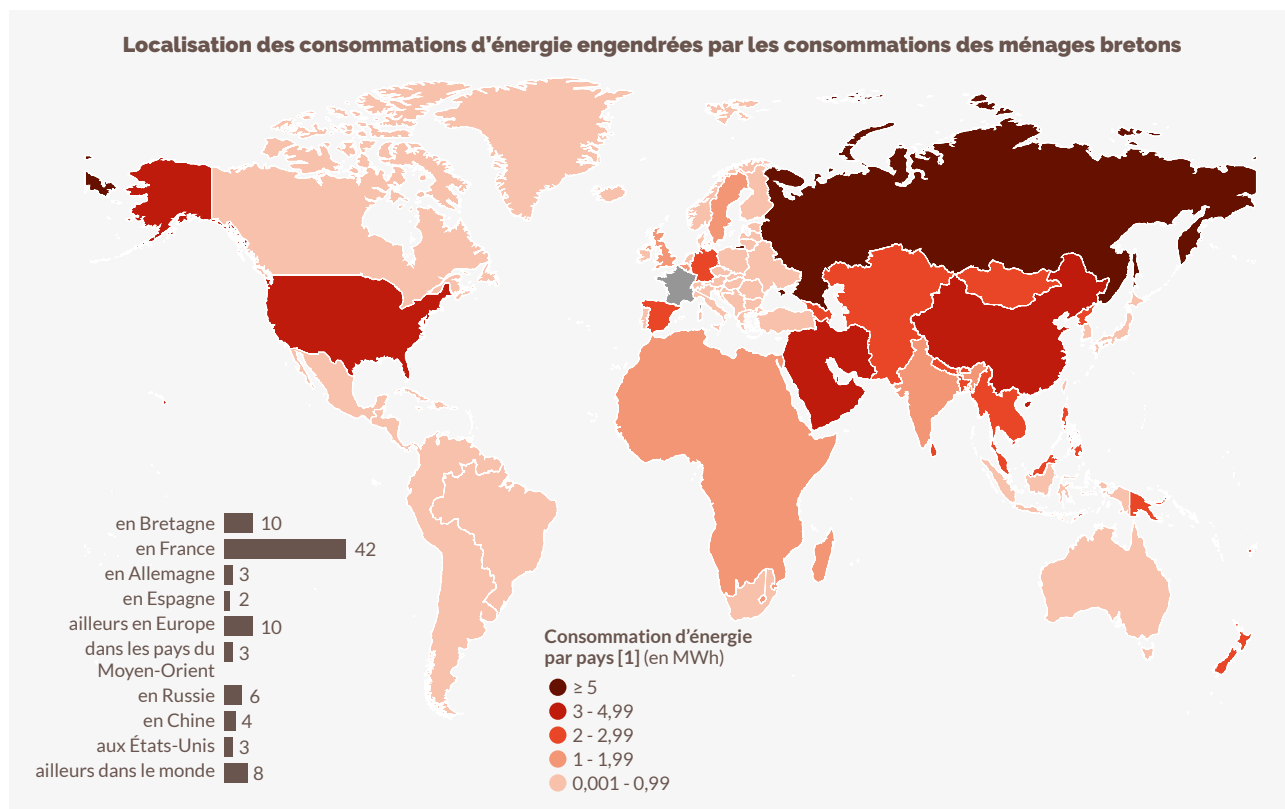 Localisation des consommations d'énergie engendrées par les consommations des ménages bretons
en Bretagne 10
en France 42
en Allemagne 3
en Espagne 2
ailleurs en Europe 10
dans les pays du
Moyen-Orient 3
en Russie 6
en Chine 4
aux États-Unis 3
ailleurs dans le monde 8
Consommation d'énergie
par pays [1] (en MWh)
≥ 5
3 - 4,99
2 - 2,99
1 - 1,99
0,001 - 0,99